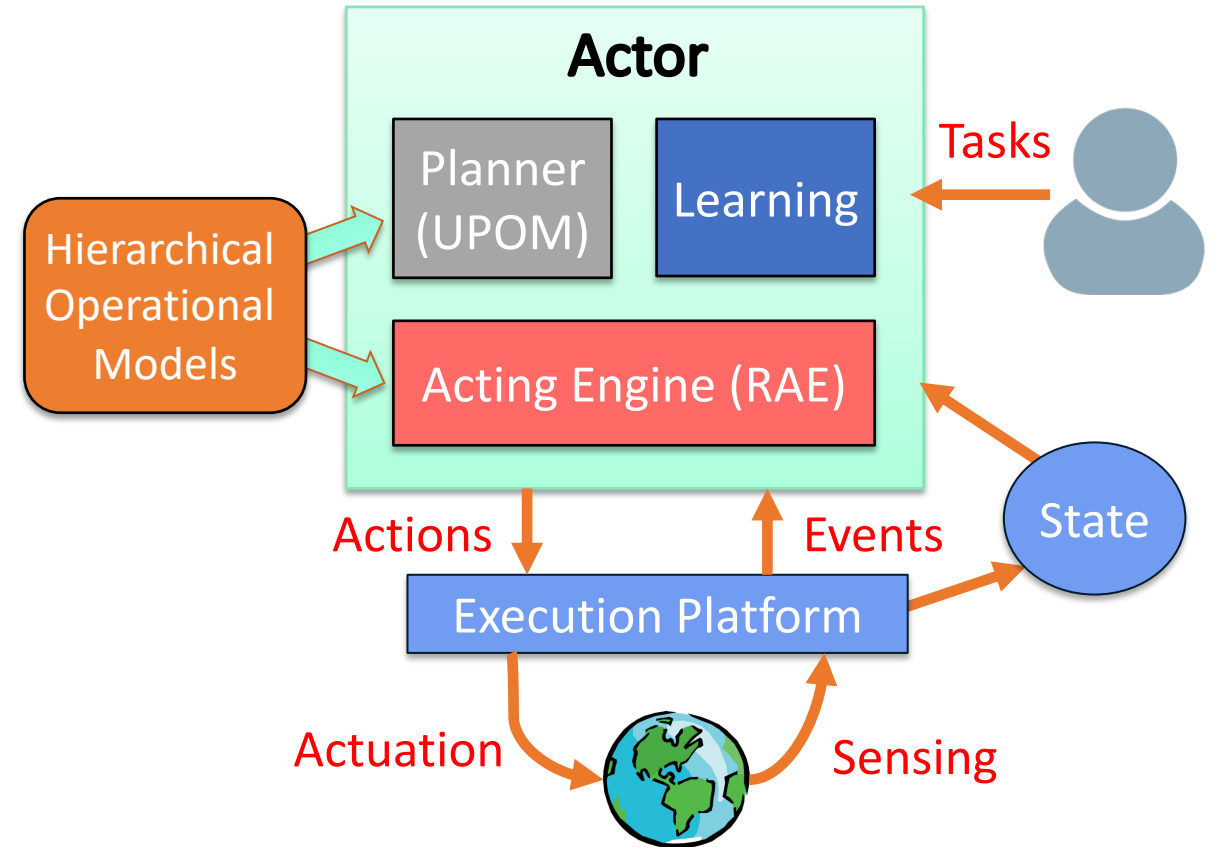 Actor
Planner
(UPOM)
Learning
Tasks
Hierarchical
Operational
Models
Acting Engine (RAE)
Actions
Events
State
Execution Platform
Actuation
Sensing